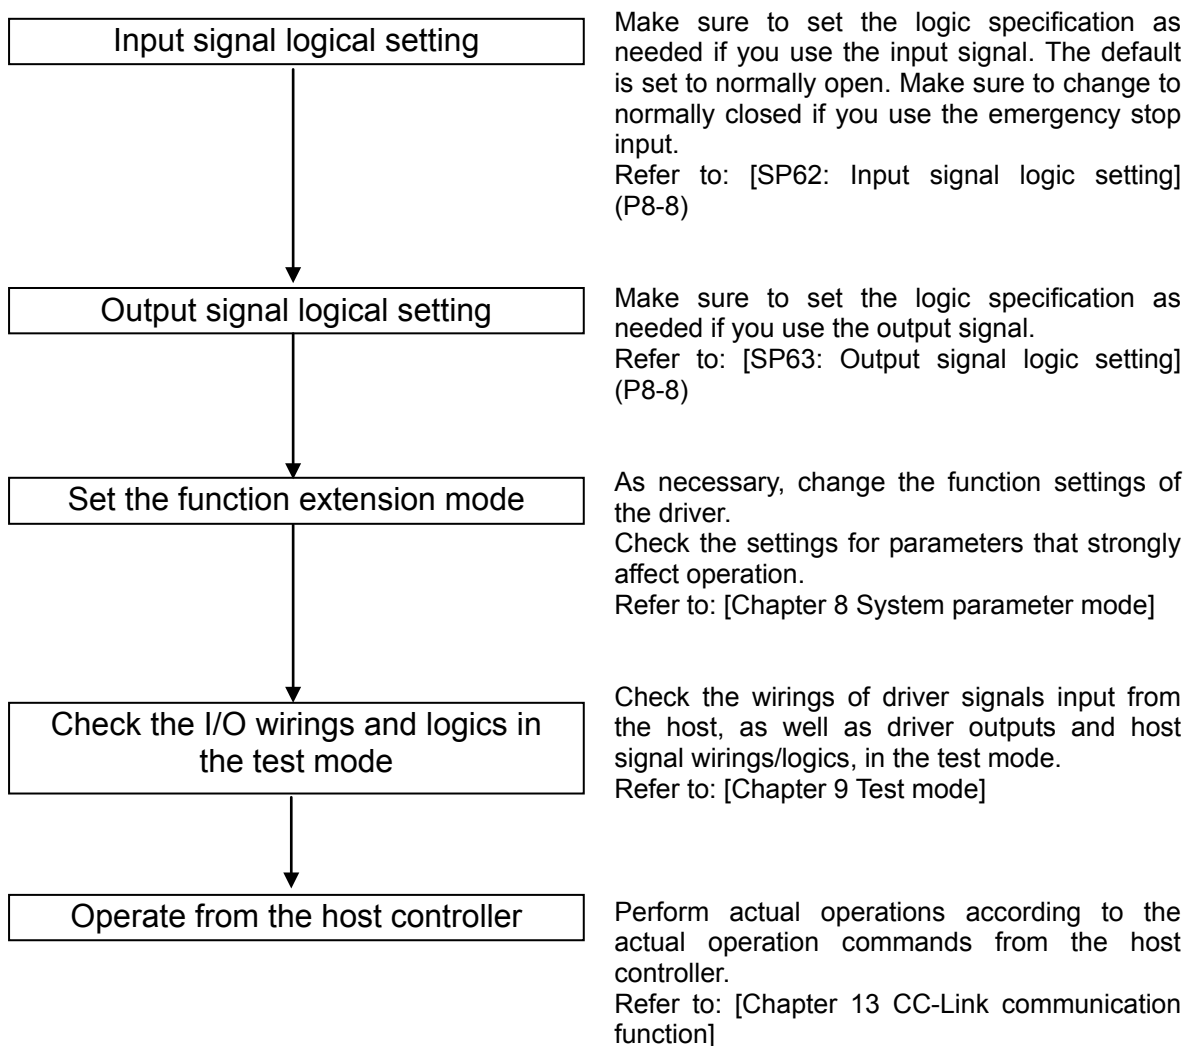 Input signal logical setting
Make sure to set the logic specification as
needed if you use the input signal. The default
is set to normally open. Make sure to change to
normally closed if you use the emergency stop
input.
Refer to: [SP62: Input signal logic setting]
(P8-8)
Output signal logical setting
Make sure to set the logic specification as
needed if you use the output signal.
Refer to: [SP63: Output signal logic setting]
(P8-8)
Set the function extension mode
As necessary, change the function settings of
the driver.
Check the settings for parameters that strongly
affect operation.
Refer to: [Chapter 8 System parameter mode]
Check the I/O wirings and logics in
the test mode
Check the wirings of driver signals input from
the host, as well as driver outputs and host
signal wirings/logics, in the test mode.
Refer to: [Chapter 9 Test mode]
Operate from the host controller
Perform actual operations according to the
actual operation commands from the host
controller.
Refer to: [Chapter 13 CC-Link communication
function]